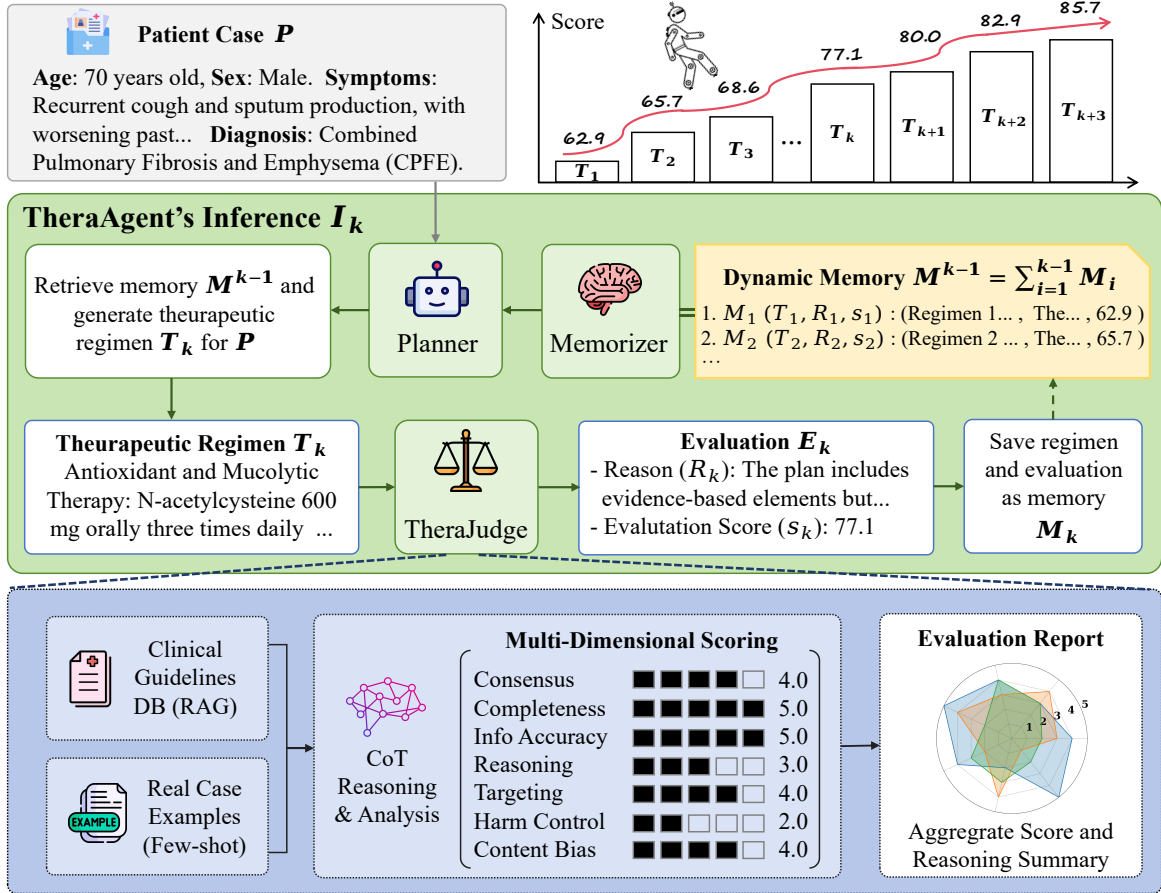 Patient Case P
Age: 70 years old, Sex: Male. Symptoms:
Recurrent cough and sputum production, with
worsening past... Diagnosis: Combined
Pulmonary Fibrosis and Emphysema (CPFE).
Score
62.9
65.7
68.6
77.1
80.0
82.9
85.7
T₁
T₂
T₃
...
Tₖ
Tₖ₊₁
Tₖ₊₂
Tₖ₊₃
TheraAgent's Inference Iₖ
Retrieve memory Mᵏ⁻¹ and
generate theurapeutic
regimen Tₖ for P
Planner
Memorizer
Dynamic Memory Mᵏ⁻¹ = ∑ᵢ₌₁ᵏ⁻¹ Mᵢ
1. M₁ (T₁, R₁, s₁) : (Regimen 1... , The... , 62.9 )
2. M₂ (T₂, R₂, s₂) : (Regimen 2 ... , The... , 65.7 )
...
Theurapeutic Regimen Tₖ
Antioxidant and Mucolytic
Therapy: N-acetylcysteine 600
mg orally three times daily ...
TheraJudge
Evaluation Eₖ
- Reason (Rₖ): The plan includes
evidence-based elements but...
- Evalutation Score (sₖ): 77.1
Save regimen
and evaluation
as memory
Mₖ
Clinical
Guidelines
DB (RAG)
EXAMPLE
Real Case
Examples
(Few-shot)
CoT
Reasoning
& Analysis
Multi-Dimensional Scoring
Consensus 4.0
Completeness 5.0
Info Accuracy 5.0
Reasoning 3.0
Targeting 4.0
Harm Control 2.0
Content Bias 4.0
Evaluation Report
1 2 3 4 5
Aggregrate Score and
Reasoning Summary